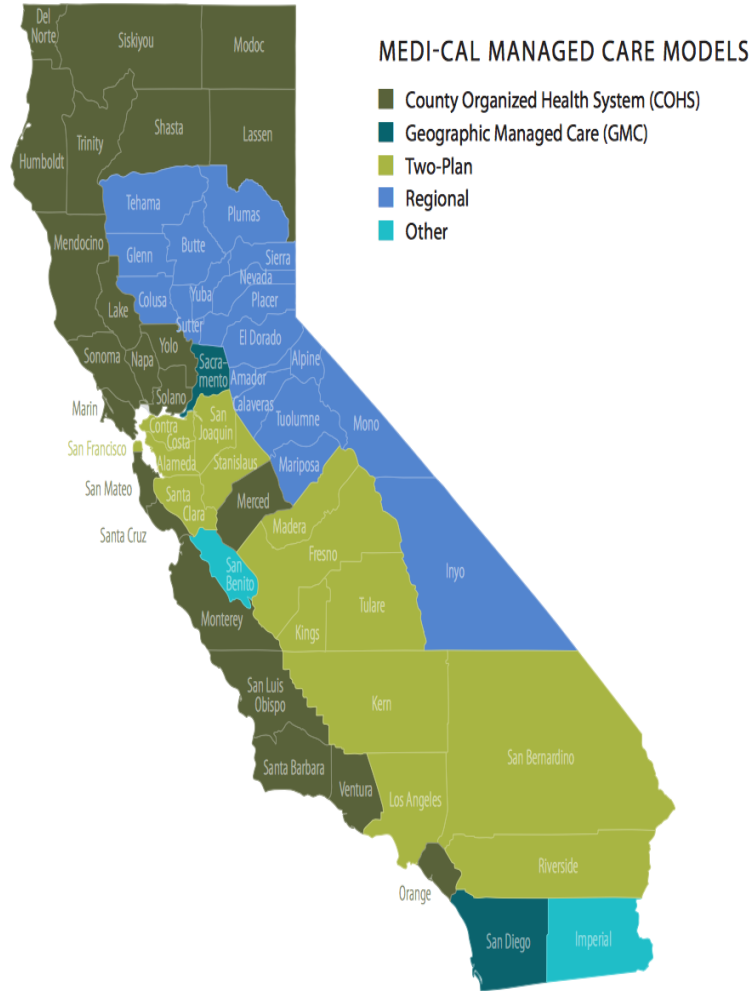 MEDI-CAL MANAGED CARE MODELS
County Organized Health System (COHS)
Geographic Managed Care (GMC)
Two-Plan
Regional
Other
Del
Norte
Siskiyou
Modoc
Humboldt
Trinity
Shasta
Lassen
Tehama
Plumas
Mendocino
Glenn
Butte
Sierra
Nevada
Colusa
Yuba
Placer
Lake
Sutter
El Dorado
Sonoma
Napa
Yolo
Sacra-
mento
Alpine
Amador
Solano
Calaveras
Marin
San
Joaquin
Tuolumne
Mono
Contra
Costa
San Francisco
Alameda
Stanislaus
Mariposa
San Mateo
Santa
Clara
Merced
Madera
Santa Cruz
Fresno
San
Benito
Inyo
Monterey
Kings
Tulare
San Luis
Obispo
Kern
San Bernardino
Santa Barbara
Ventura
Los Angeles
Riverside
Orange
San Diego
Imperial